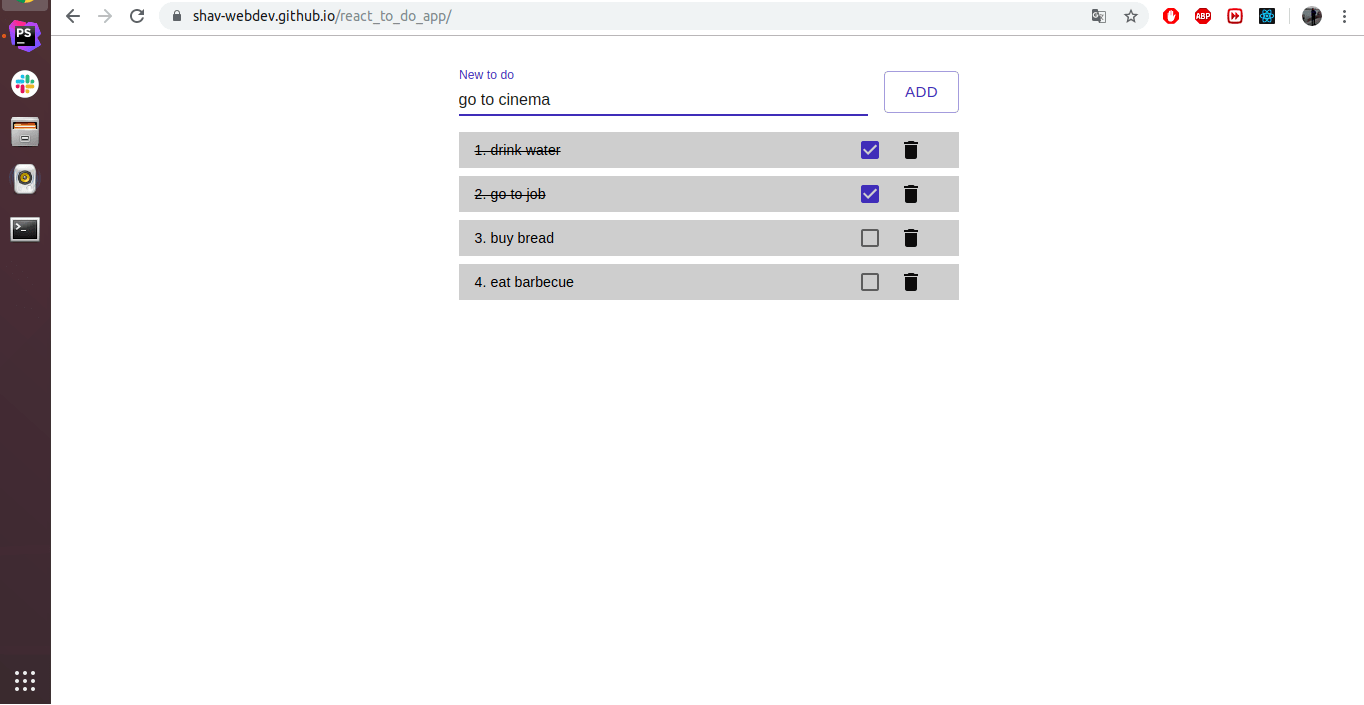 PS
shav-webdev.github.io/react_to_do_app/
ABP
New to do
go to cinema
ADD
1. drink water
2. go to job
3. buy bread
4. eat barbecue
>_